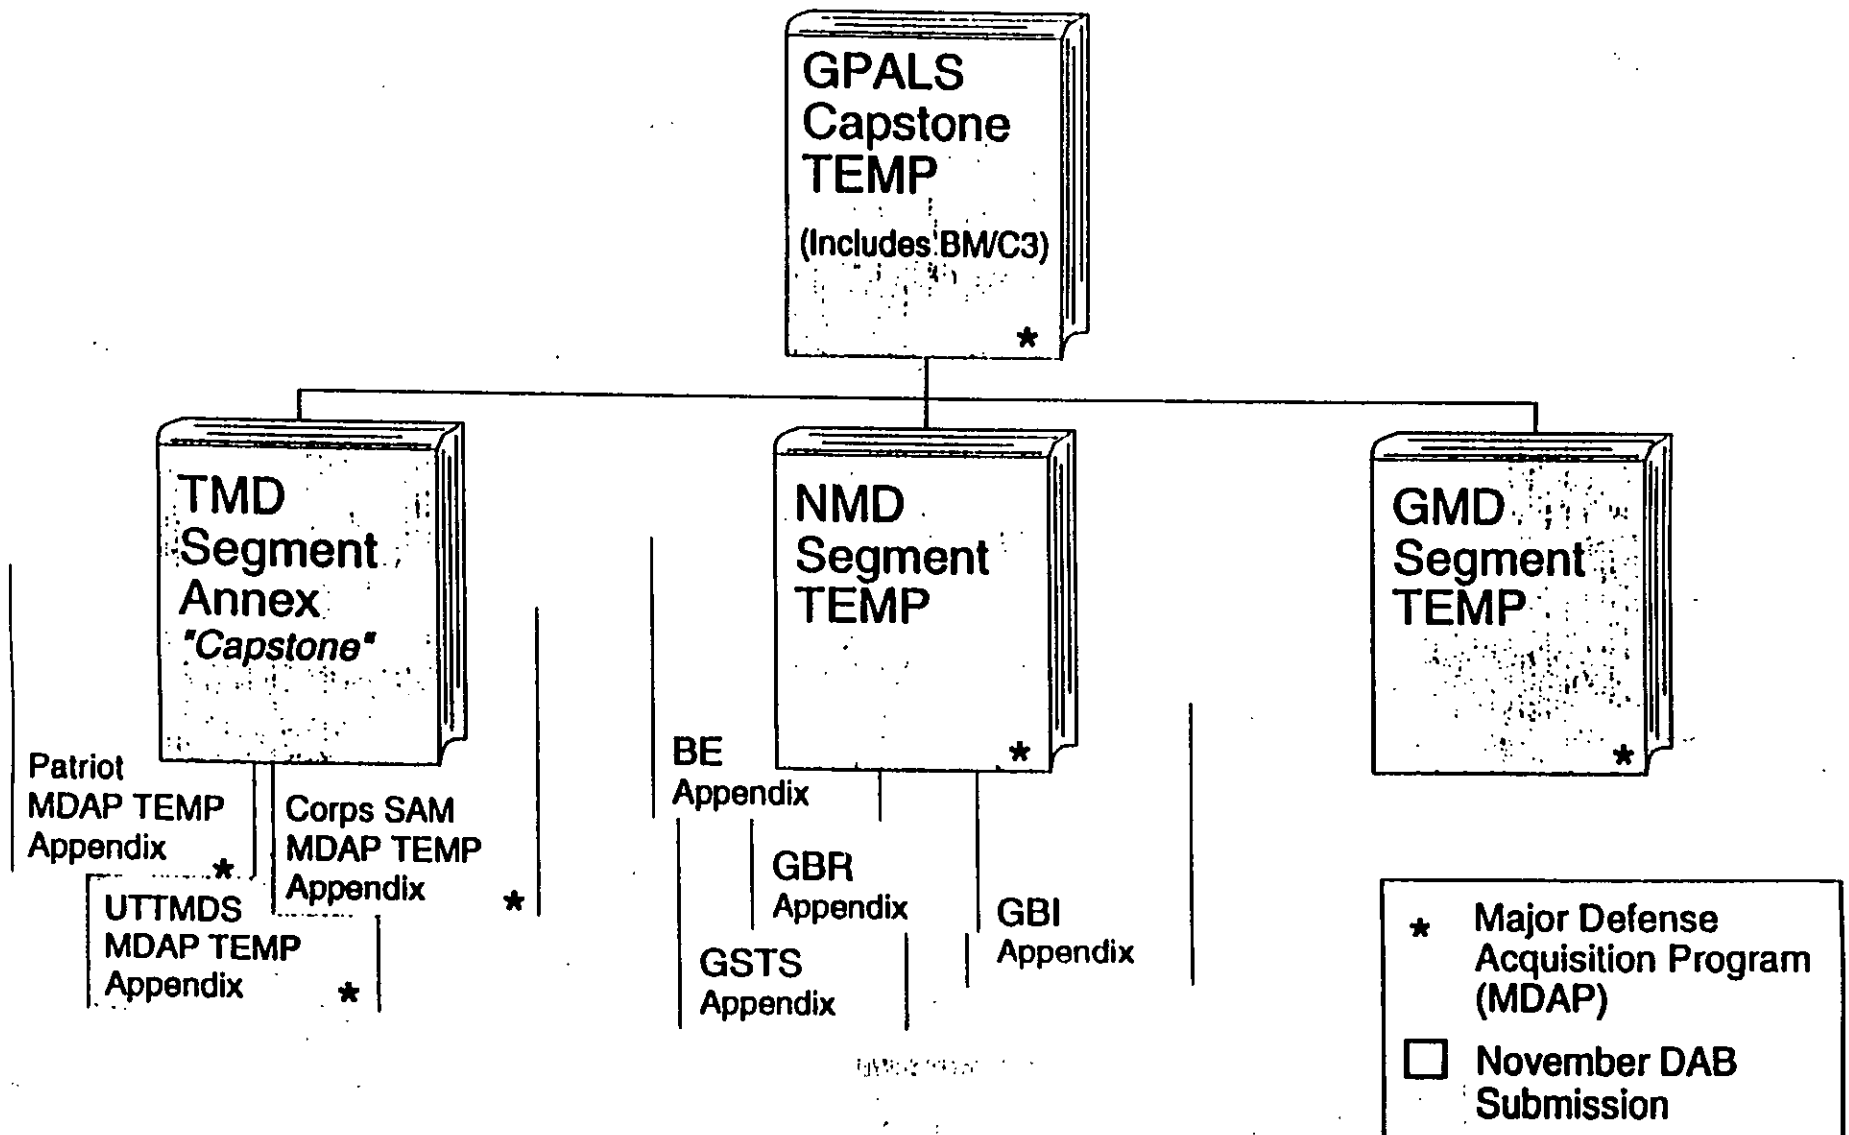 GPALS
Capstone
TEMP
(Includes BM/C3)
*
TMD
Segment
Annex
"Capstone"
NMD
Segment
TEMP
*
GMD
Segment
TEMP
*
Patriot
MDAP TEMP
Appendix
*
Corps SAM
MDAP TEMP
Appendix
*
UTTMDS
MDAP TEMP
Appendix
*
BE
Appendix
GBR
Appendix
GSTS
Appendix
GBI
Appendix
* Major Defense
Acquisition Program
(MDAP)
November DAB
Submission